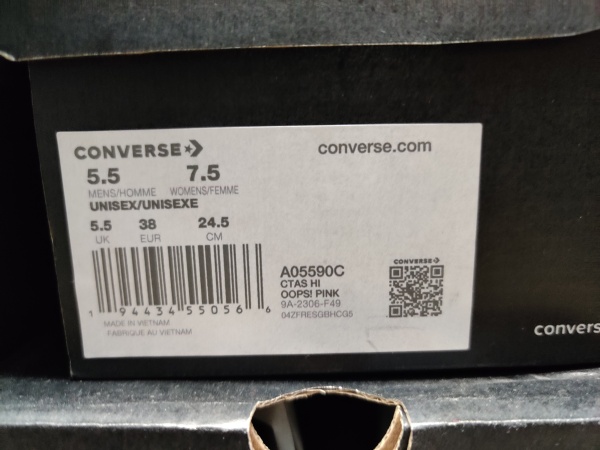 CONVERSE
converse.com
5.5 7.5
MENS/HOMME WOMENS/FEMME
UNISEX/UNISEXE
5.5 38 24.5
UK EUR CM
A05590C
CTAS HI
OOPS! PINK
9A-2306-F49
04ZFRESGBHCG5
CONVERSE
1 94434 55056 6
MADE IN VIETNAM
FABRIQUE AU VIETNAM
convers